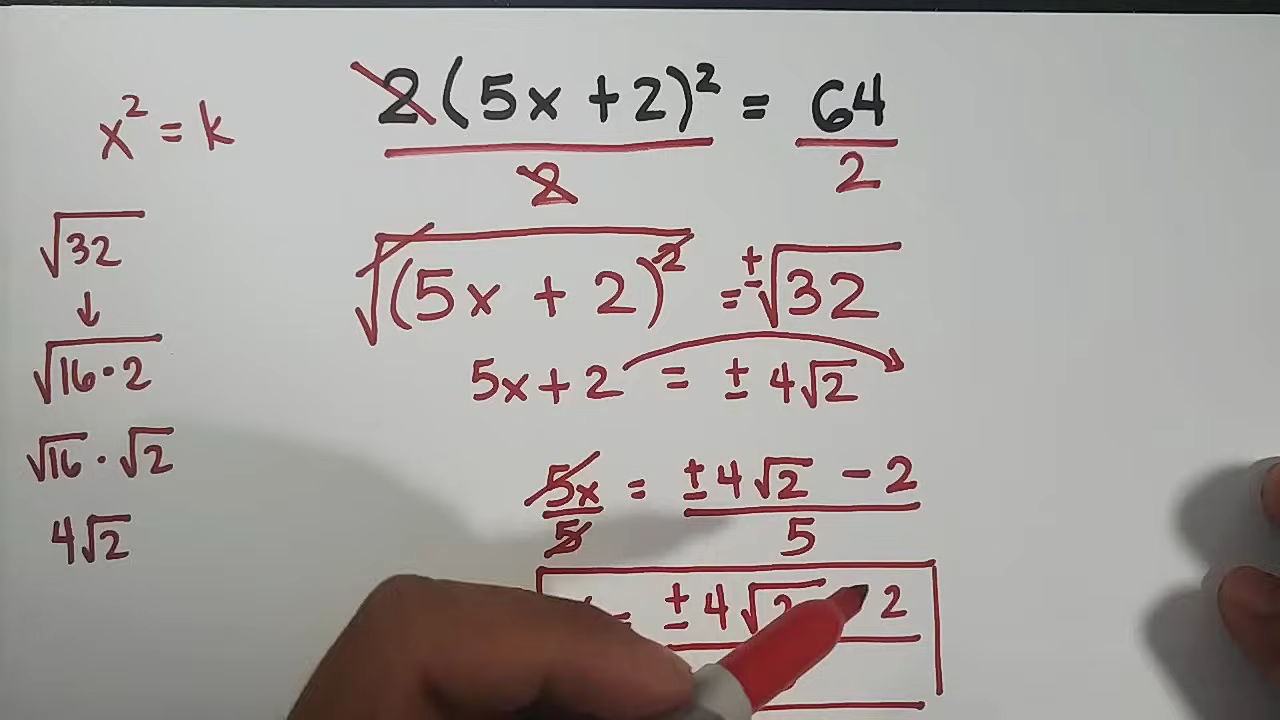 x² = k
√32
↓
√16 · 2
√16 · √2
4√2
2(5x + 2)² = 64
2 2
√(5x + 2)² = ±√32
5x + 2 = ± 4√2
5x = ± 4√2 − 2
5 5
= ± 4√2 2